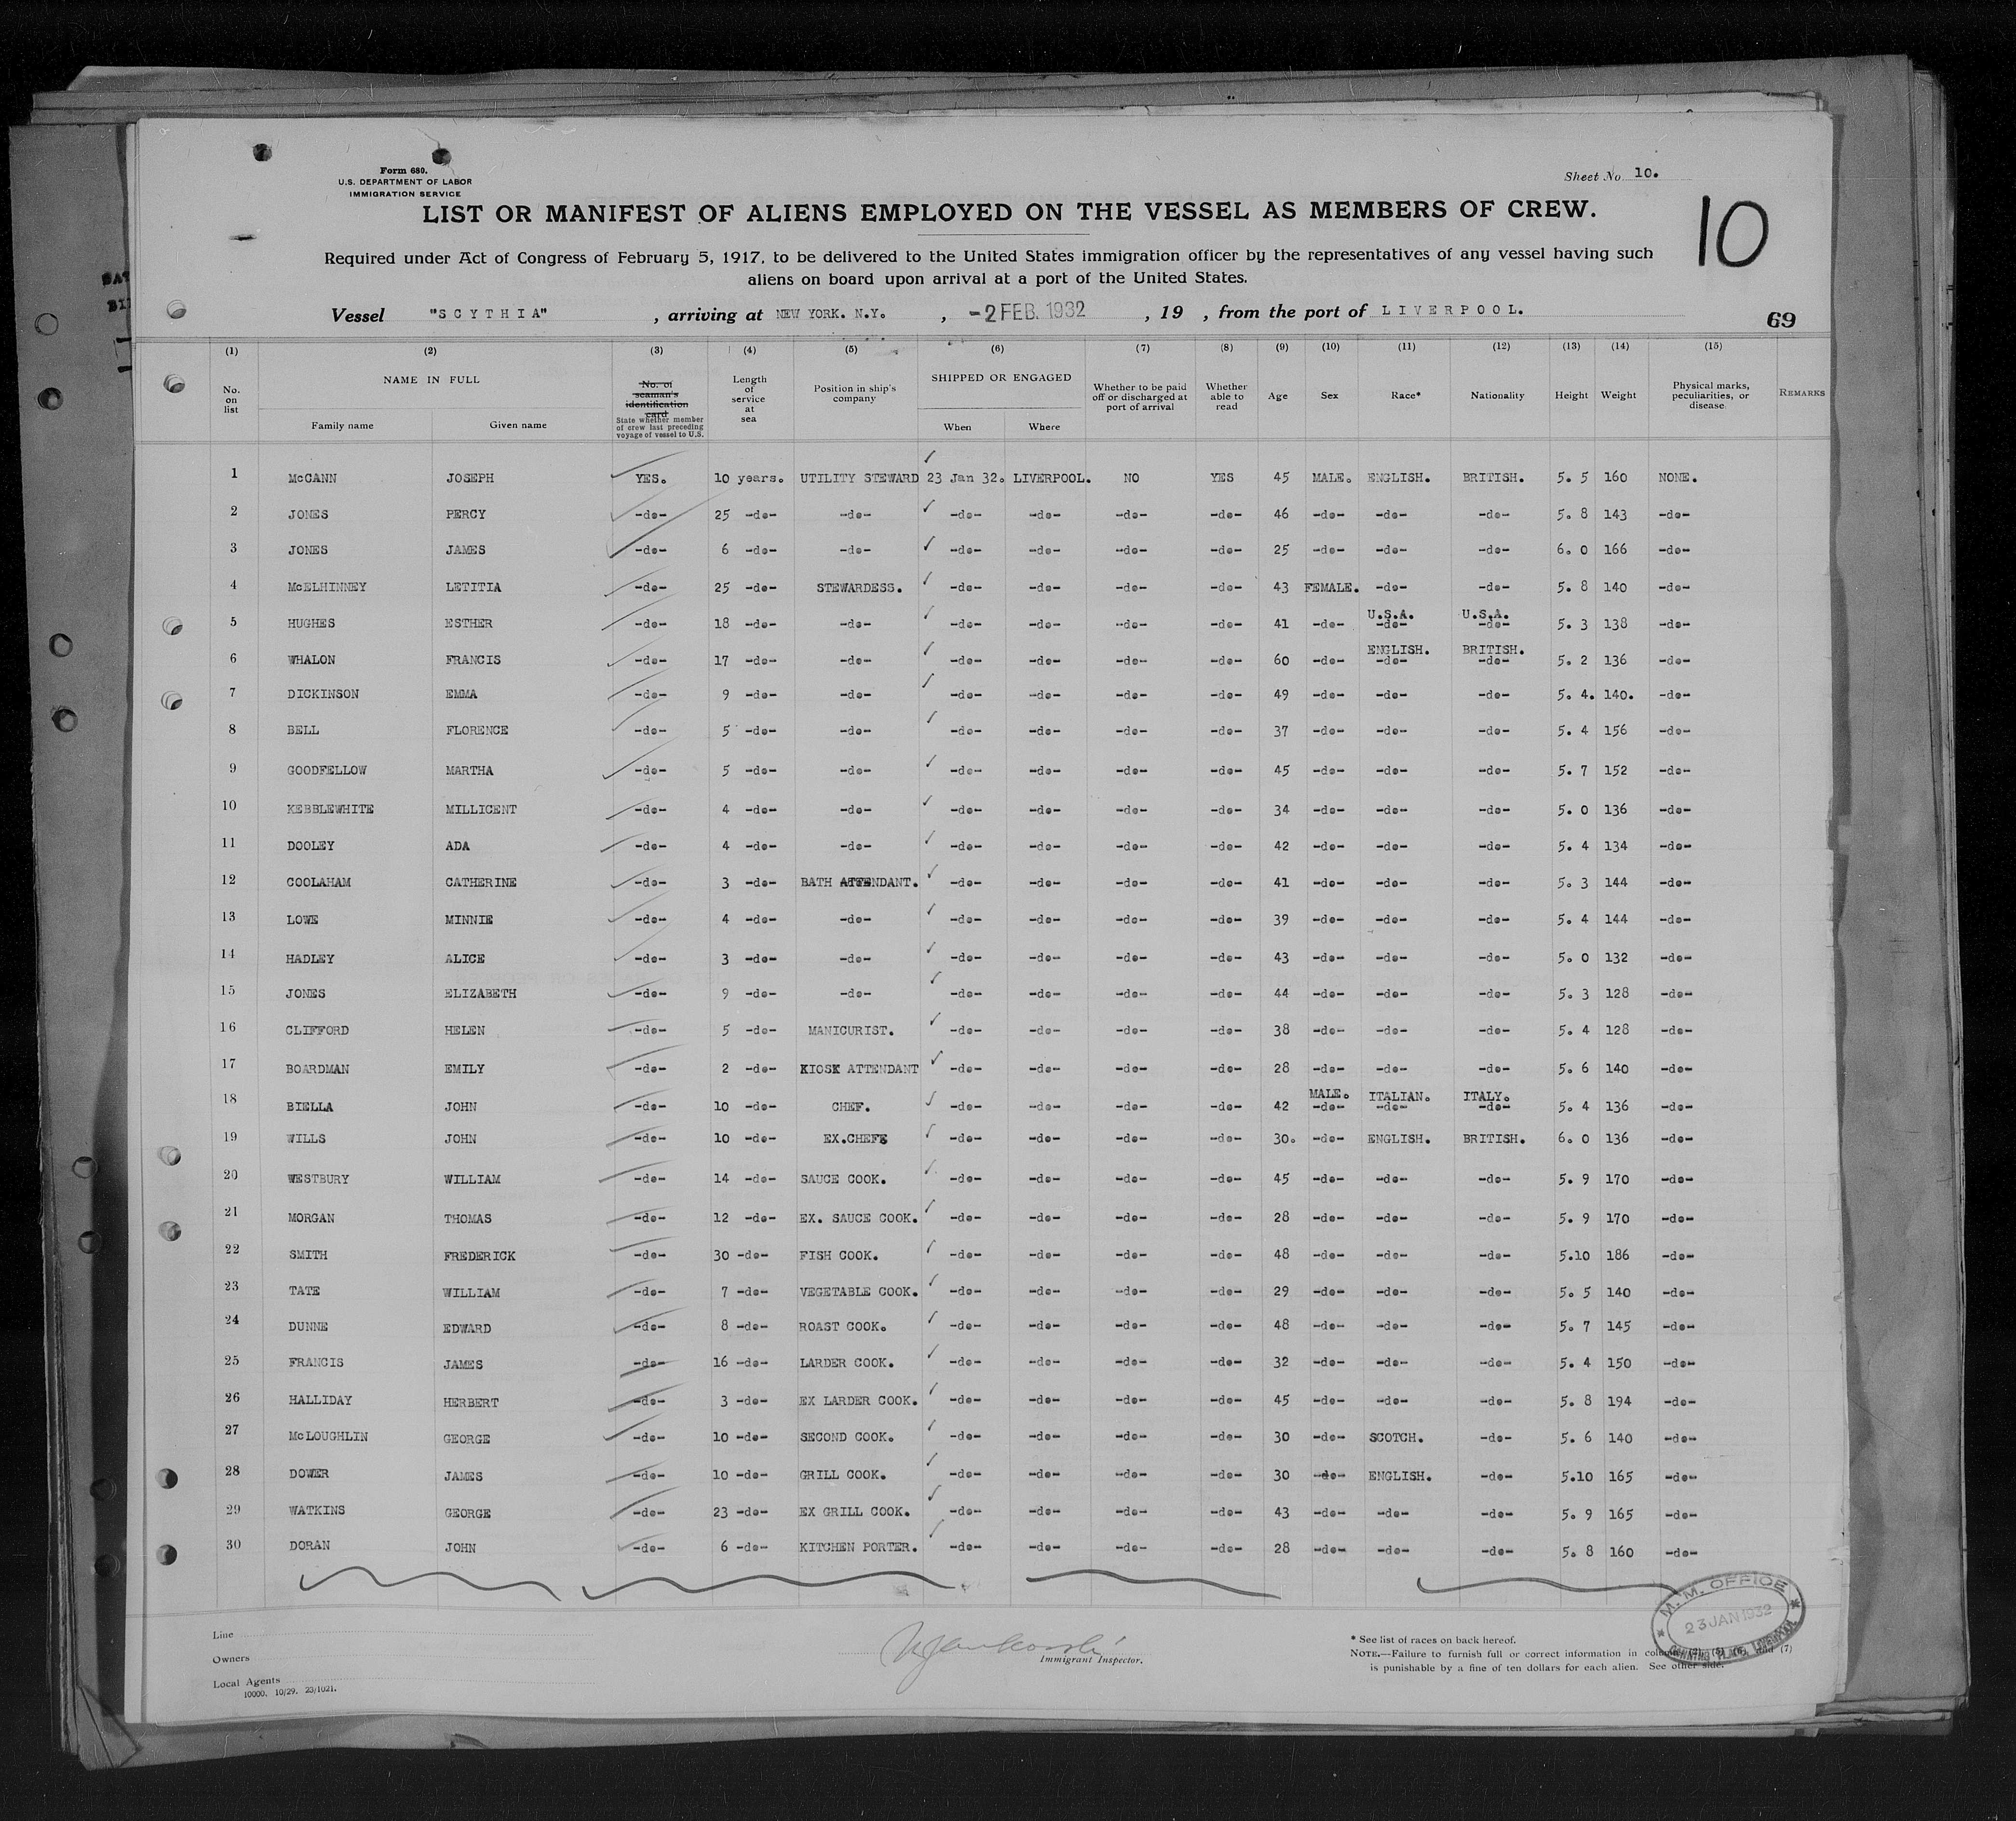 Form 680.
U.S. DEPARTMENT OF LABOR
IMMIGRATION SERVICE
Sheet No 10.
LIST OR MANIFEST OF ALIENS EMPLOYED ON THE VESSEL AS MEMBERS OF CREW.
10
Required under Act of Congress of February 5, 1917, to be delivered to the United States immigration officer by the representatives of any vessel having such
aliens on board upon arrival at a port of the United States.
Vessel "SCYTHIA" , arriving at NEW YORK. N.Y. , -2 FEB. 1932 , 19 , from the port of LIVERPOOL.
69
(1) (2) (3) (4) (5) (6) (7) (8) (9) (10) (11) (12) (13) (14) (15)
No. on list NAME IN FULL Family name Given name No. of seaman's identification card State whether member of crew last preceding voyage of vessel to U.S. Length of service at sea Position in ship's company SHIPPED OR ENGAGED When Where Whether to be paid off or discharged at port of arrival Whether able to read Age Sex Race* Nationality Height Weight Physical marks, peculiarities, or disease REMARKS
1 McCANN JOSEPH YES. 10 years. UTILITY STEWARD 23 Jan 32. LIVERPOOL. NO YES 45 MALE. ENGLISH. BRITISH. 5. 5 160 NONE.
2 JONES PERCY -do- 25 -do- -do- -do- -do- -do- -do- 46 -do- -do- -do- 5. 8 143 -do-
3 JONES JAMES -do- 6 -do- -do- -do- -do- -do- -do- 25 -do- -do- -do- 6. 0 166 -do-
4 McELHINNEY LETITIA -do- 25 -do- STEWARDESS. -do- -do- -do- -do- 43 FEMALE. -do- -do- 5. 8 140 -do-
5 HUGHES ESTHER -do- 18 -do- -do- -do- -do- -do- -do- 41 -do- U.S.A. -do- U.S.A. -do- 5. 3 138 -do-
6 WHALON FRANCIS -do- 17 -do- -do- -do- -do- -do- -do- 60 -do- ENGLISH. -do- BRITISH. -do- 5. 2 136 -do-
7 DICKINSON EMMA -do- 9 -do- -do- -do- -do- -do- -do- 49 -do- -do- -do- 5. 4. 140. -do-
8 BELL FLORENCE -do- 5 -do- -do- -do- -do- -do- -do- 37 -do- -do- -do- 5. 4 156 -do-
9 GOODFELLOW MARTHA -do- 5 -do- -do- -do- -do- -do- -do- 45 -do- -do- -do- 5. 7 152 -do-
10 KEBBLEWHITE MILLICENT -do- 4 -do- -do- -do- -do- -do- -do- 34 -do- -do- -do- 5. 0 136 -do-
11 DOOLEY ADA -do- 4 -do- -do- -do- -do- -do- -do- 42 -do- -do- -do- 5. 4 134 -do-
12 COOLAHAM CATHERINE -do- 3 -do- BATH ATTENDANT. -do- -do- -do- -do- 41 -do- -do- -do- 5. 3 144 -do-
13 LOWE MINNIE -do- 4 -do- -do- -do- -do- -do- -do- 39 -do- -do- -do- 5. 4 144 -do-
14 HADLEY ALICE -do- 3 -do- -do- -do- -do- -do- -do- 43 -do- -do- -do- 5. 0 132 -do-
15 JONES ELIZABETH -do- 9 -do- -do- -do- -do- -do- -do- 44 -do- -do- -do- 5. 3 128 -do-
16 CLIFFORD HELEN -do- 5 -do- MANICURIST. -do- -do- -do- -do- 38 -do- -do- -do- 5. 4 128 -do-
17 BOARDMAN EMILY -do- 2 -do- KIOSK ATTENDANT -do- -do- -do- -do- 28 -do- -do- -do- 5. 6 140 -do-
18 BIELLA JOHN -do- 10 -do- CHEF. -do- -do- -do- -do- 42 MALE. -do- ITALIAN. -do- ITALY. -do- 5. 4 136 -do-
19 WILLS JOHN -do- 10 -do- EX.CHEFS -do- -do- -do- -do- 30. -do- ENGLISH. BRITISH. 6. 0 136 -do-
20 WESTBURY WILLIAM -do- 14 -do- SAUCE COOK. -do- -do- -do- -do- 45 -do- -do- -do- 5. 9 170 -do-
21 MORGAN THOMAS -do- 12 -do- EX. SAUCE COOK. -do- -do- -do- -do- 28 -do- -do- -do- 5. 9 170 -do-
22 SMITH FREDERICK -do- 30 -do- FISH COOK. -do- -do- -do- -do- 48 -do- -do- -do- 5.10 186 -do-
23 TATE WILLIAM -do- 7 -do- VEGETABLE COOK. -do- -do- -do- -do- 29 -do- -do- -do- 5. 5 140 -do-
24 DUNNE EDWARD -do- 8 -do- ROAST COOK. -do- -do- -do- -do- 48 -do- -do- -do- 5. 7 145 -do-
25 FRANCIS JAMES -do- 16 -do- LARDER COOK. -do- -do- -do- -do- 32 -do- -do- -do- 5. 4 150 -do-
26 HALLIDAY HERBERT -do- 3 -do- EX LARDER COOK. -do- -do- -do- -do- 45 -do- -do- -do- 5. 8 194 -do-
27 McLOUGHLIN GEORGE -do- 10 -do- SECOND COOK. -do- -do- -do- -do- 30 -do- SCOTCH. -do- 5. 6 140 -do-
28 DOWER JAMES -do- 10 -do- GRILL COOK. -do- -do- -do- -do- 30 -do- ENGLISH. -do- 5.10 165 -do-
29 WATKINS GEORGE -do- 23 -do- EX GRILL COOK. -do- -do- -do- -do- 43 -do- -do- -do- 5. 9 165 -do-
30 DORAN JOHN -do- 6 -do- KITCHEN PORTER. -do- -do- -do- -do- 28 -do- -do- -do- 5. 8 160 -do-
M. M. OFFICE
23 JAN 1932
CANNING PLACE, LIVERPOOL
Line
Owners
Local Agents
10000. 10/29. 23/1021.
Immigrant Inspector.
* See list of races on back hereof.
NOTE.—Failure to furnish full or correct information in and (7)
is punishable by a fine of ten dollars for each alien. See other side.